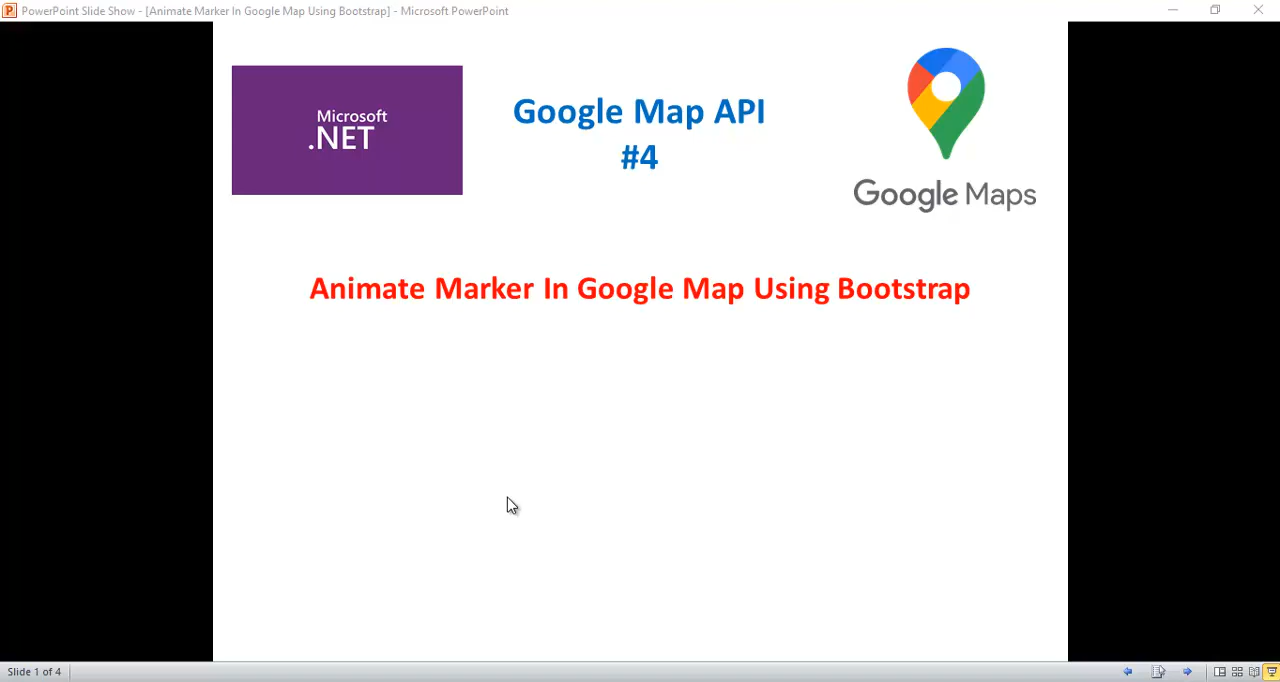 PowerPoint Slide Show - [Animate Marker In Google Map Using Bootstrap] - Microsoft PowerPoint
Microsoft
.NET
Google Map API
#4
Google Maps
Animate Marker In Google Map Using Bootstrap
Slide 1 of 4